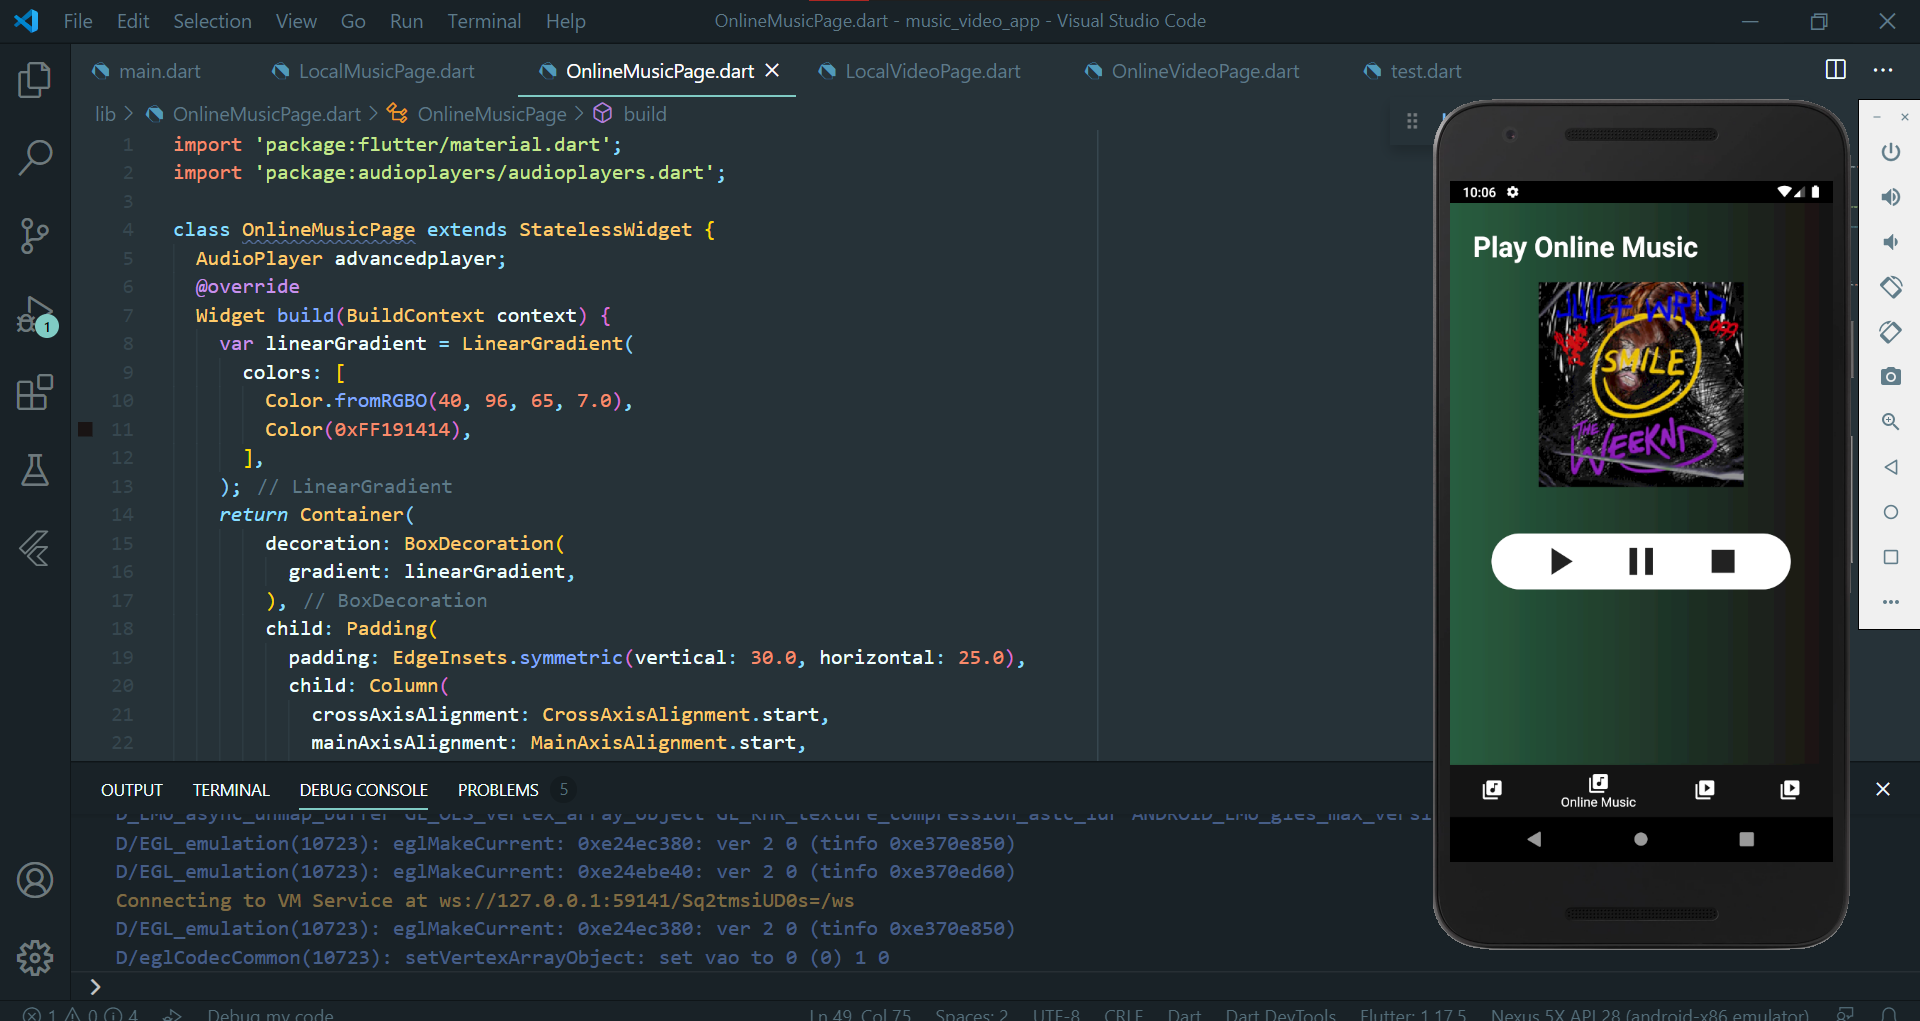 File Edit Selection View Go Run Terminal Help
OnlineMusicPage.dart - music_video_app - Visual Studio Code
main.dart LocalMusicPage.dart OnlineMusicPage.dart LocalVideoPage.dart OnlineVideoPage.dart test.dart
lib > OnlineMusicPage.dart > OnlineMusicPage > build
1 import 'package:flutter/material.dart';
2 import 'package:audioplayers/audioplayers.dart';
3
4 class OnlineMusicPage extends StatelessWidget {
5 AudioPlayer advancedplayer;
6 @override
7 Widget build(BuildContext context) {
8 var linearGradient = LinearGradient(
9 colors: [
10 Color.fromRGBO(40, 96, 65, 7.0),
11 Color(0xFF191414),
12 ],
13 ); // LinearGradient
14 return Container(
15 decoration: BoxDecoration(
16 gradient: linearGradient,
17 ), // BoxDecoration
18 child: Padding(
19 padding: EdgeInsets.symmetric(vertical: 30.0, horizontal: 25.0),
20 child: Column(
21 crossAxisAlignment: CrossAxisAlignment.start,
22 mainAxisAlignment: MainAxisAlignment.start,
1
10:06
Play Online Music
JUICE WRLD
999
SMILE
THE
WEEKND
Online Music
OUTPUT TERMINAL DEBUG CONSOLE PROBLEMS 5
D_EMU_async_unmap_buffer GL_OES_vertex_array_object GL_KHR_texture_compression_astc_ldr ANDROID_EMU_gles_max_versi
D/EGL_emulation(10723): eglMakeCurrent: 0xe24ec380: ver 2 0 (tinfo 0xe370e850)
D/EGL_emulation(10723): eglMakeCurrent: 0xe24ebe40: ver 2 0 (tinfo 0xe370ed60)
Connecting to VM Service at ws://127.0.0.1:59141/Sq2tmsiUD0s=/ws
D/EGL_emulation(10723): eglMakeCurrent: 0xe24ec380: ver 2 0 (tinfo 0xe370e850)
D/eglCodecCommon(10723): setVertexArrayObject: set vao to 0 (0) 1 0
1 0 4 Debug my code Ln 49, Col 75 Spaces: 2 UTF-8 CRLF Dart Dart DevTools Flutter: 1.17.5 Nexus 5X API 28 (android-x86 emulator)